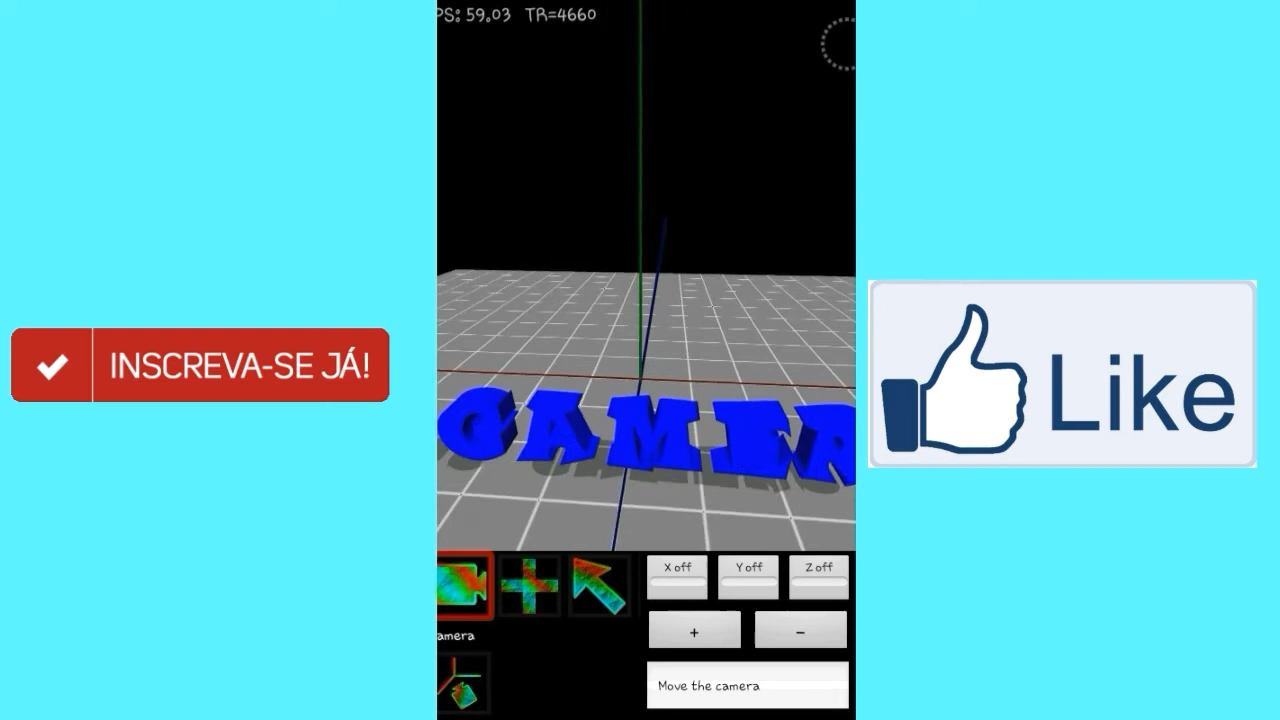 PS: 59.03 TR=4660
INSCREVA-SE JÁ!
Like
GAMER
X off
Y off
Z off
amera
+
-
Move the camera